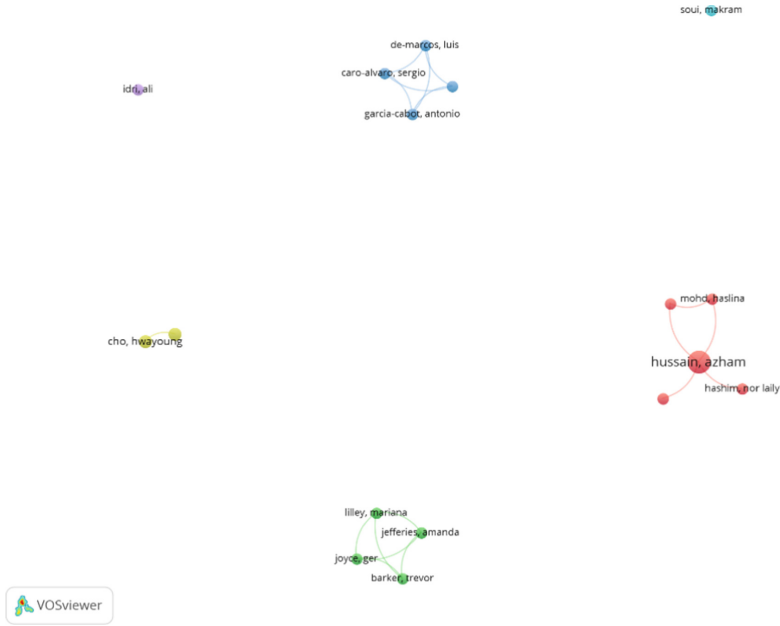 soui, makram
de-marcos, luis
caro-alvaro, sergio
idri, ali
garcia-cabot, antonio
mohd, haslina
cho, hwayoung
hussain, azham
hashim, nor laily
lilley, mariana
jefferies, amanda
joyce, ger
barker, trevor
VOSviewer